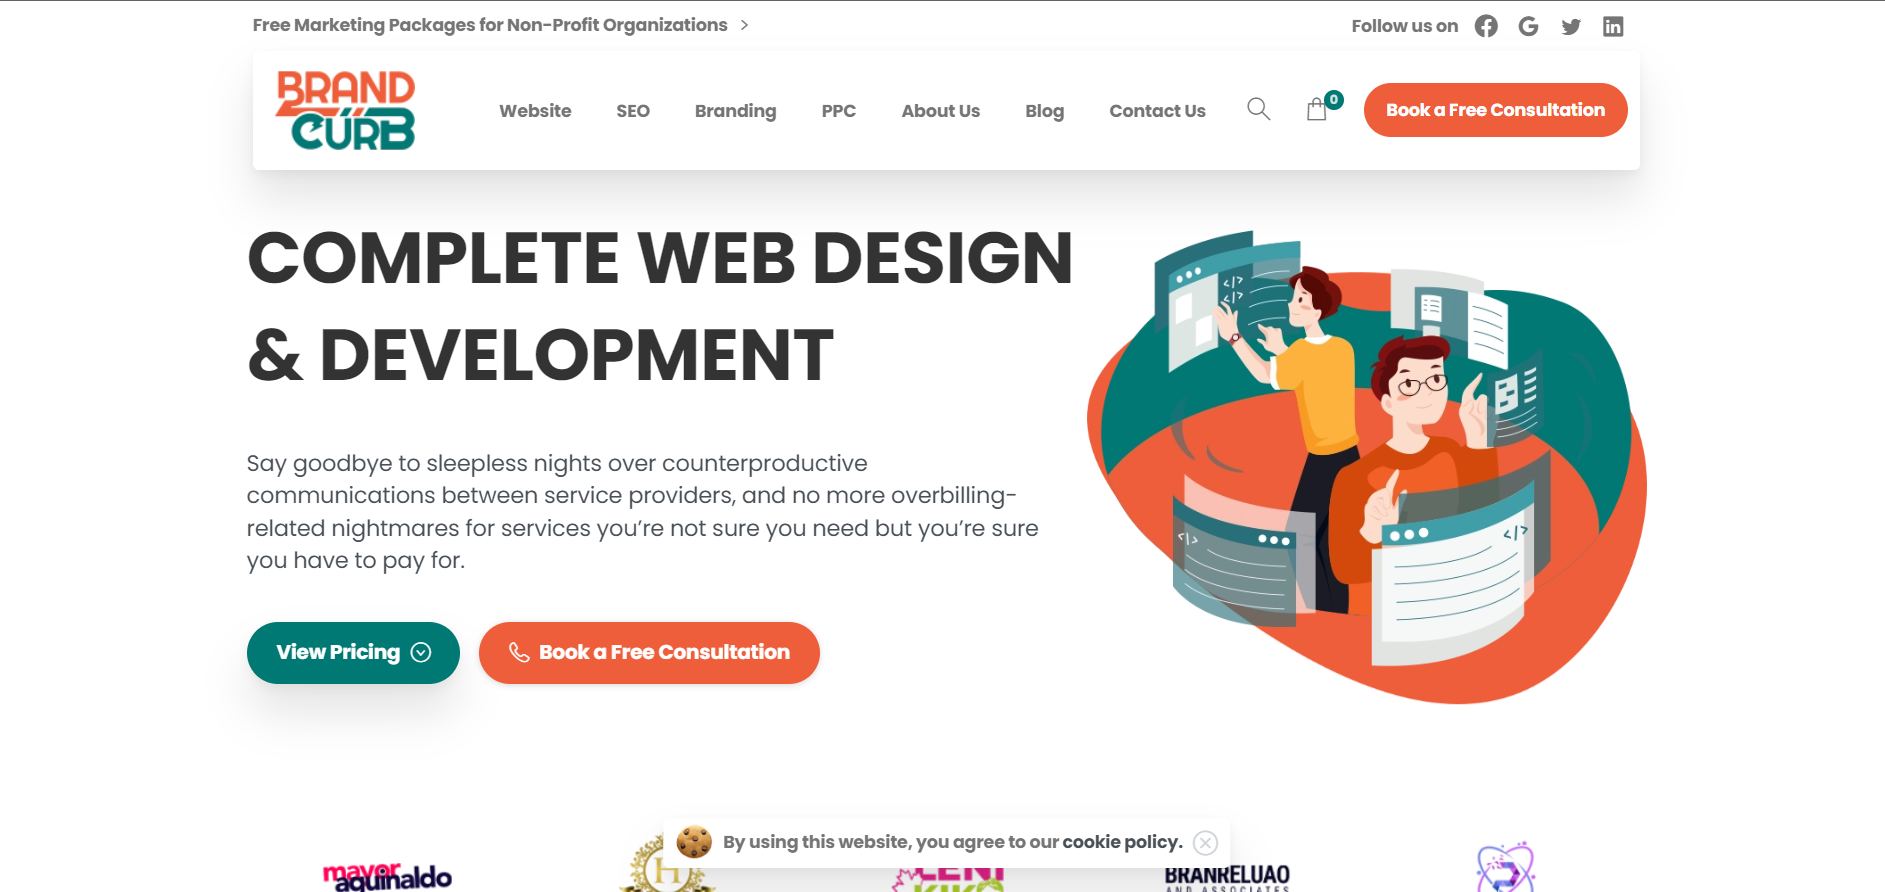 Free Marketing Packages for Non-Profit Organizations
Follow us on
BRAND
CURB
Website
SEO
Branding
PPC
About Us
Blog
Contact Us
0
Book a Free Consultation
COMPLETE WEB DESIGN
& DEVELOPMENT
</>
</>
Say goodbye to sleepless nights over counterproductive
communications between service providers, and no more overbilling-
related nightmares for services you're not sure you need but you're sure
you have to pay for.
</>
</>
View Pricing
Book a Free Consultation
By using this website, you agree to our cookie policy.
mayor
aguinaldo
H
LENI
KIKO
BRANRELUAO
AND ASSOCIATES